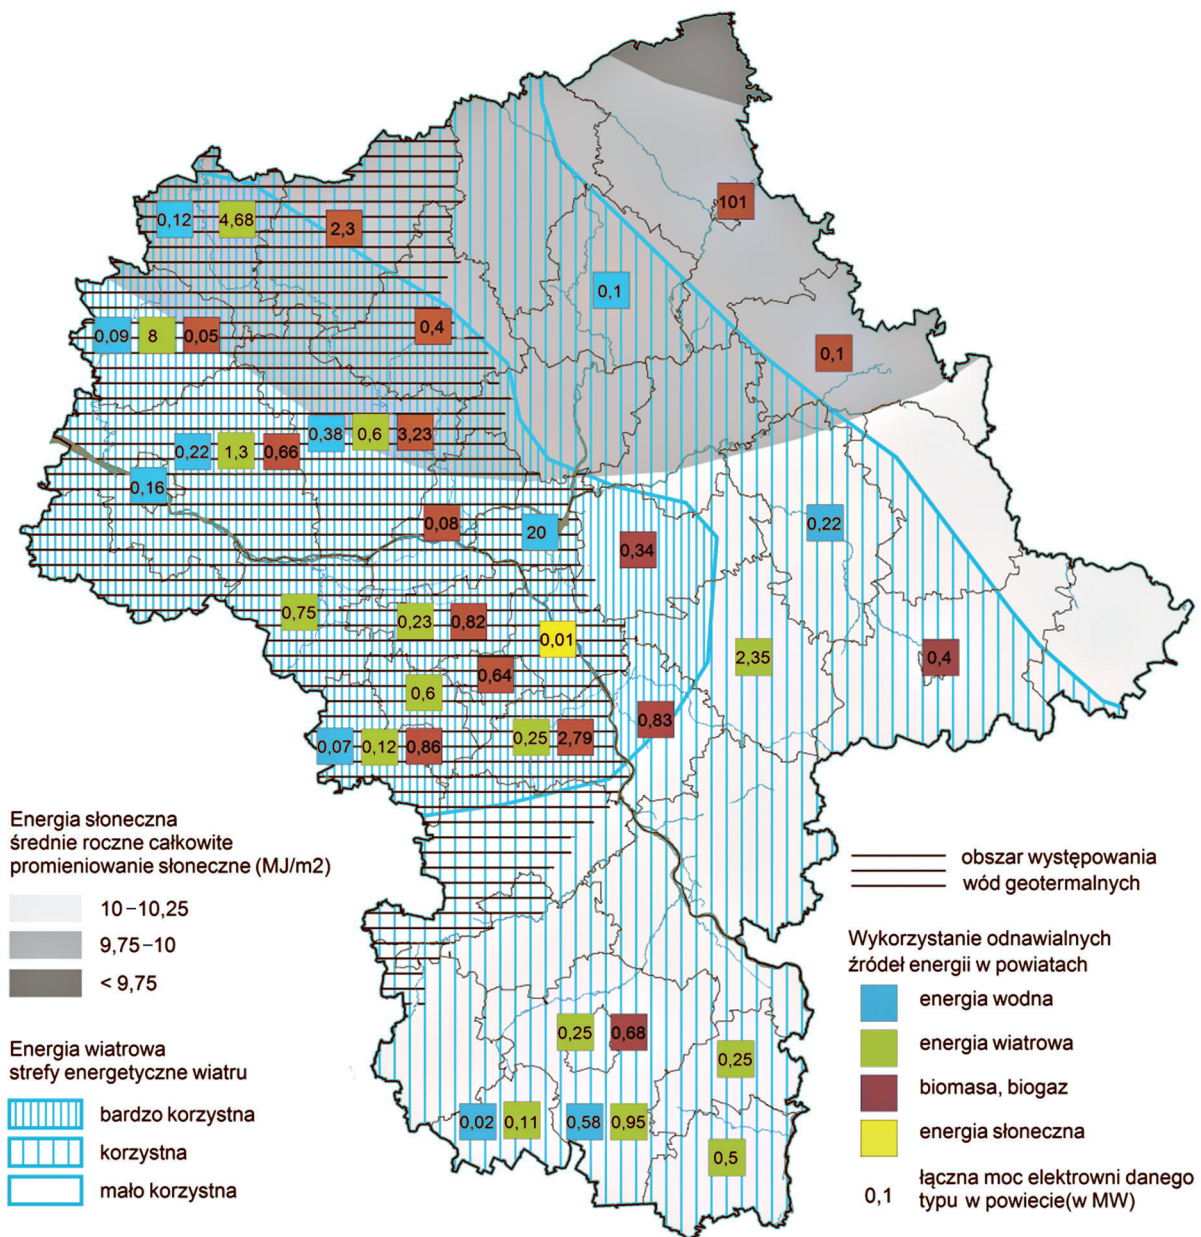 101
0,12 4,68 2,3
0,1
0,4
0,09 8 0,05
0,1
0,38 0,6 3,23
0,22 1,3 0,66
0,16
0,08 20 0,22
0,34
0,75 0,23 0,82
0,01
2,35 0,4
0,64
0,6
0,83
0,25 2,79
0,07 0,12 0,86
Energia słoneczna
średnie roczne całkowite
promieniowanie słoneczne (MJ/m2)
10–10,25
9,75–10
< 9,75
Energia wiatrowa
strefy energetyczne wiatru
bardzo korzystna
korzystna
mało korzystna
0,25 0,68
0,25
0,02 0,11 0,58 0,95
0,5
obszar występowania
wód geotermalnych
Wykorzystanie odnawialnych
źródeł energii w powiatach
energia wodna
energia wiatrowa
biomasa, biogaz
energia słoneczna
0,1 łączna moc elektrowni danego
typu w powiecie(w MW)